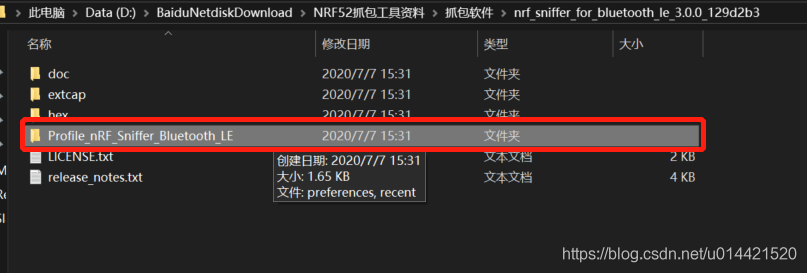 此电脑 > Data (D:) > BaiduNetdiskDownload > NRF52抓包工具资料 > 抓包软件 > nrf_sniffer_for_bluetooth_le_3.0.0_129d2b3
名称 修改日期 类型 大小
doc 2020/7/7 15:31 文件夹
extcap 2020/7/7 15:31 文件夹
hex 2020/7/7 15:31 文件夹
Profile_nRF_Sniffer_Bluetooth_LE 2020/7/7 15:31 文件夹
LICENSE.txt 文本文档 2 KB
release_notes.txt 文本文档 4 KB
创建日期: 2020/7/7 15:31
大小: 1.65 KB
文件: preferences, recent
https://blog.csdn.net/u014421520